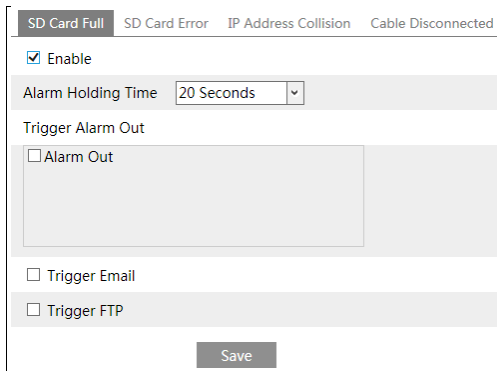 SD Card Full SD Card Error IP Address Collision Cable Disconnected
Enable
Alarm Holding Time 20 Seconds
Trigger Alarm Out
Alarm Out
Trigger Email
Trigger FTP
Save